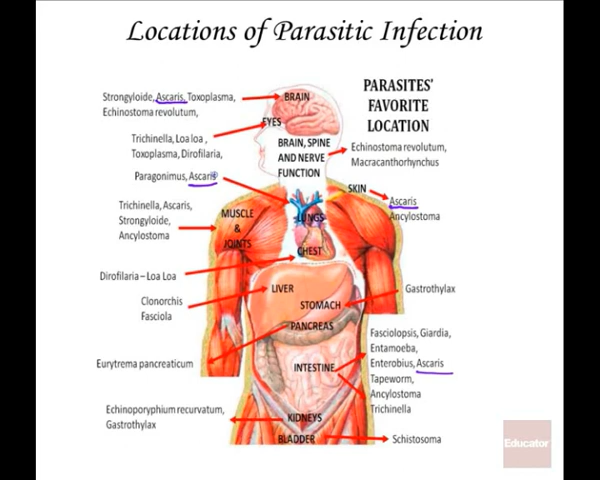 Locations of Parasitic Infection
PARASITES'
FAVORITE
LOCATION
Strongyloide, Ascaris, Toxoplasma,
Echinostoma revolutum,
BRAIN
EYES
Trichinella, Loa loa ,
Toxoplasma, Dirofilaria,
BRAIN, SPINE
AND NERVE
FUNCTION
Echinostoma revolutum,
Macracanthorhynchus
Paragonimus, Ascaris
SKIN
Ascaris
Ancylostoma
Trichinella, Ascaris,
Strongyloide,
Ancylostoma
MUSCLE
&
JOINTS
LUNGS
CHEST
Dirofilaria – Loa Loa
LIVER
Clonorchis
Fasciola
STOMACH
Gastrothylax
PANCREAS
Eurytrema pancreaticum
INTESTINE
Fasciolopsis, Giardia,
Entamoeba,
Enterobius, Ascaris
Tapeworm,
Ancylostoma
Trichinella
Echinoporyphium recurvatum,
Gastrothylax
KIDNEYS
BLADDER
Schistosoma
Educator